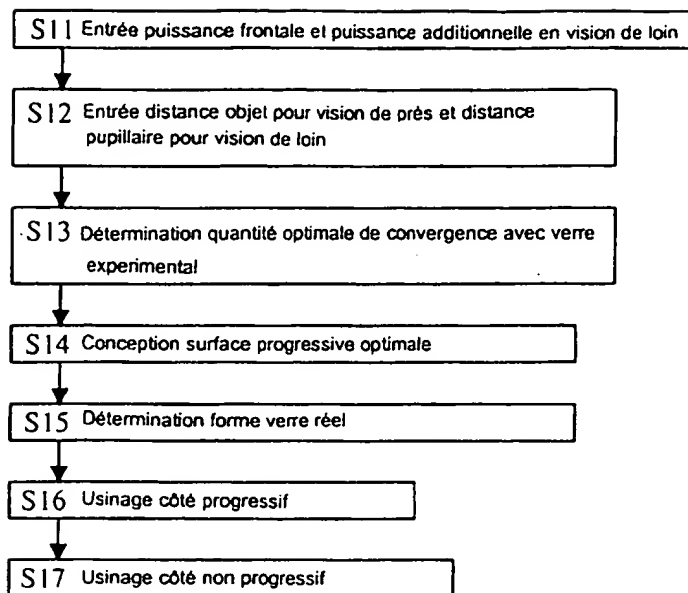 S11 Entrée puissance frontale et puissance additionnelle en vision de loin
S12 Entrée distance objet pour vision de près et distance
pupillaire pour vision de loin
S13 Détermination quantité optimale de convergence avec verre
experimental
S14 Conception surface progressive optimale
S15 Détermination forme verre réel
S16 Usinage côté progressif
S17 Usinage côté non progressif